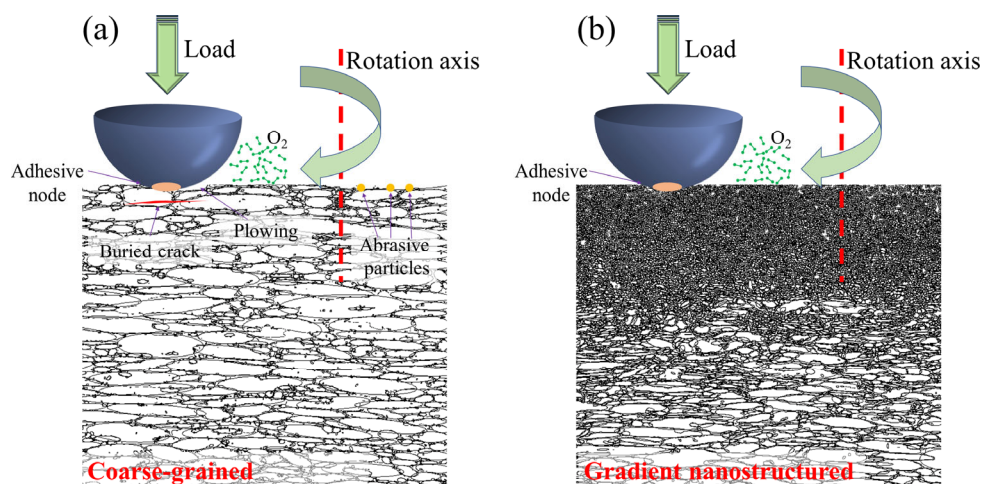 (a)
Load
Rotation axis
O2
Adhesive
node
Buried crack
Plowing
Abrasive
particles
Coarse-grained
(b)
Load
Rotation axis
O2
Adhesive
node
Gradient nanostructured